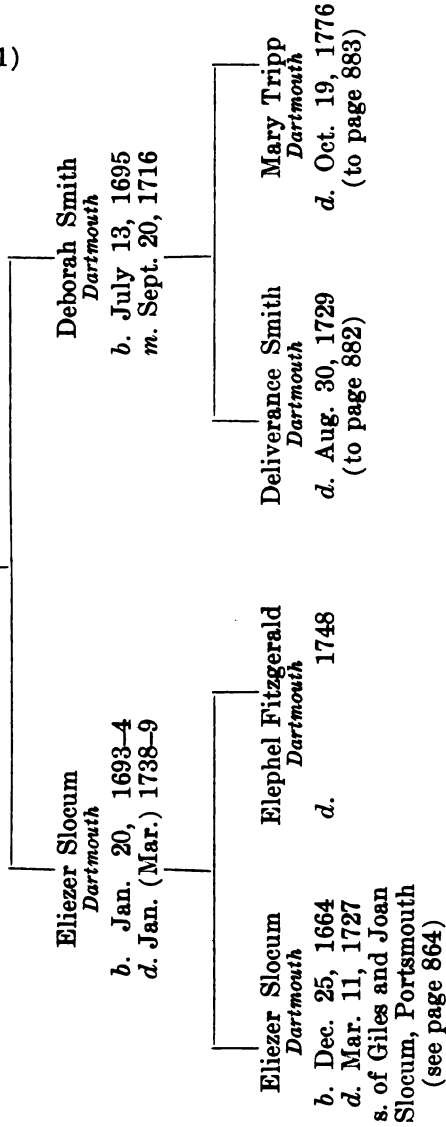 1)
Eliezer Slocum
Dartmouth
b. Jan. 20, 1693–4
d. Jan. (Mar.) 1738–9
Deborah Smith
Dartmouth
b. July 13, 1695
m. Sept. 20, 1716
Eliezer Slocum
Dartmouth
b. Dec. 25, 1664
d. Mar. 11, 1727
s. of Giles and Joan
Slocum, Portsmouth
(see page 864)
Elephel Fitzgerald
Dartmouth
d. 1748
Deliverance Smith
Dartmouth
d. Aug. 30, 1729
(to page 882)
Mary Tripp
Dartmouth
d. Oct. 19, 1776
(to page 883)